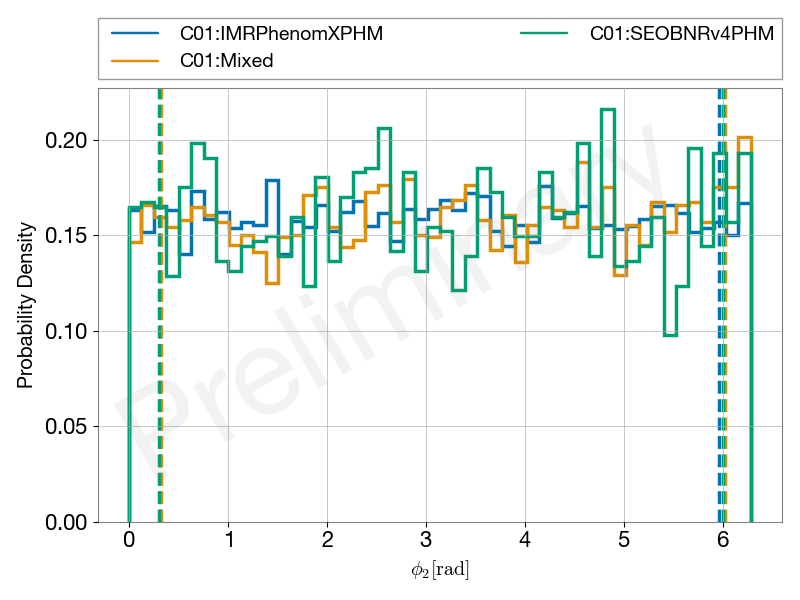 C01:IMRPhenomXPHM
C01:Mixed
C01:SEOBNRv4PHM
Preliminery
Probability Density
0.20
0.15
0.10
0.05
0.00
0 1 2 3 4 5 6
ϕ₂[rad]